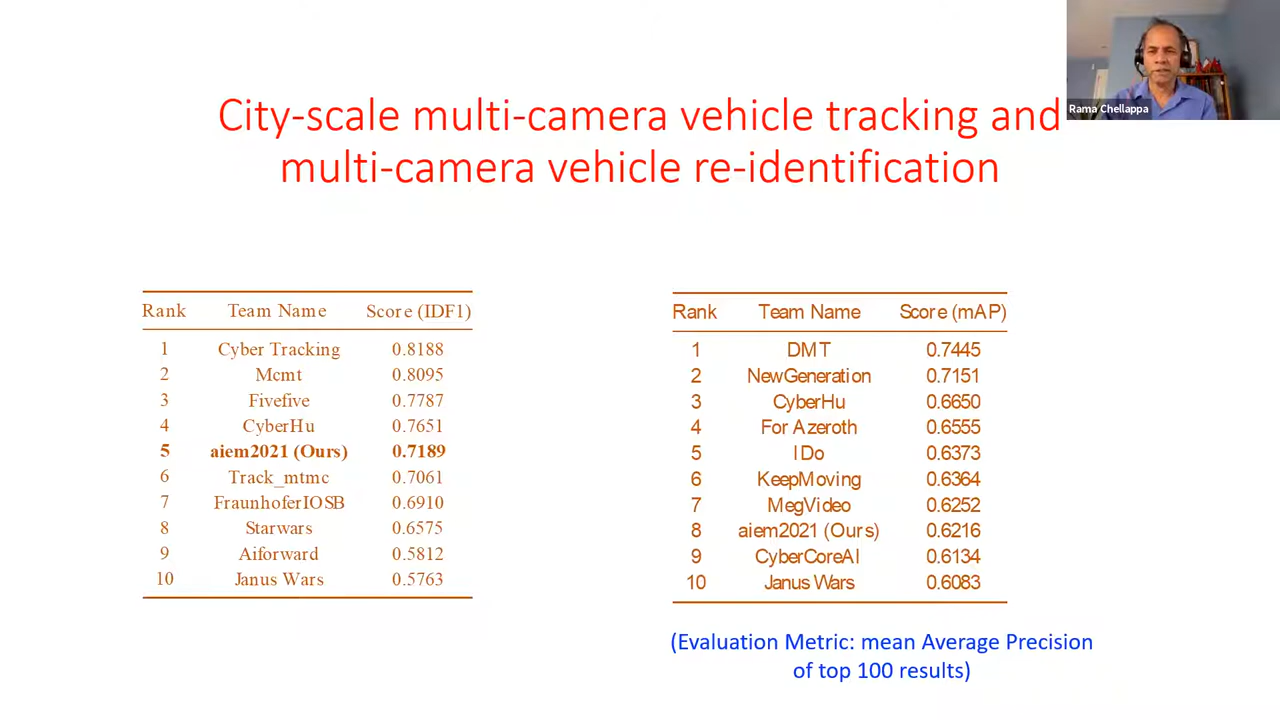 City-scale multi-camera vehicle tracking and
multi-camera vehicle re-identification
Rama Chellappa
Rank Team Name Score (IDF1)
1 Cyber Tracking 0.8188
2 Mcmt 0.8095
3 Fivefive 0.7787
4 CyberHu 0.7651
5 aiem2021 (Ours) 0.7189
6 Track_mtmc 0.7061
7 FraunhoferIOSB 0.6910
8 Starwars 0.6575
9 Aiforward 0.5812
10 Janus Wars 0.5763
Rank Team Name Score (mAP)
1 DMT 0.7445
2 NewGeneration 0.7151
3 CyberHu 0.6650
4 For Azeroth 0.6555
5 IDo 0.6373
6 KeepMoving 0.6364
7 MegVideo 0.6252
8 aiem2021 (Ours) 0.6216
9 CyberCoreAI 0.6134
10 Janus Wars 0.6083
(Evaluation Metric: mean Average Precision
of top 100 results)